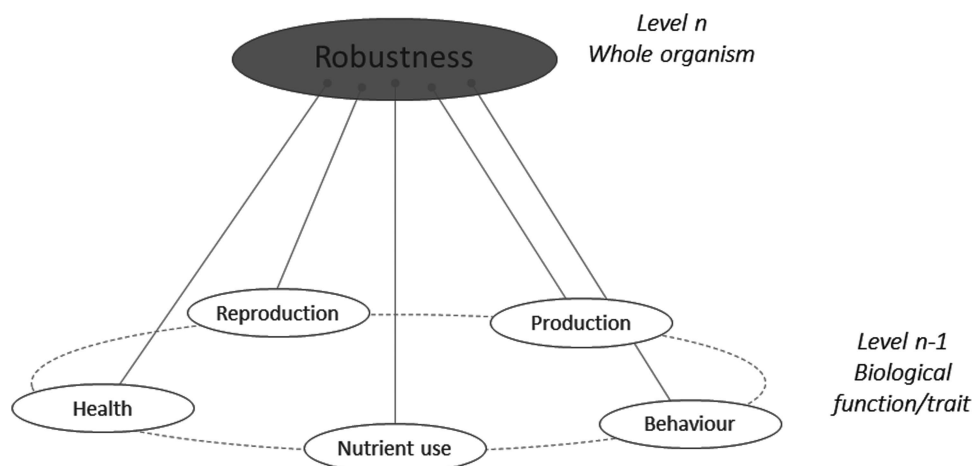 Robustness
Level n
Whole organism
Reproduction
Production
Level n-1
Biological
function/trait
Health
Behaviour
Nutrient use